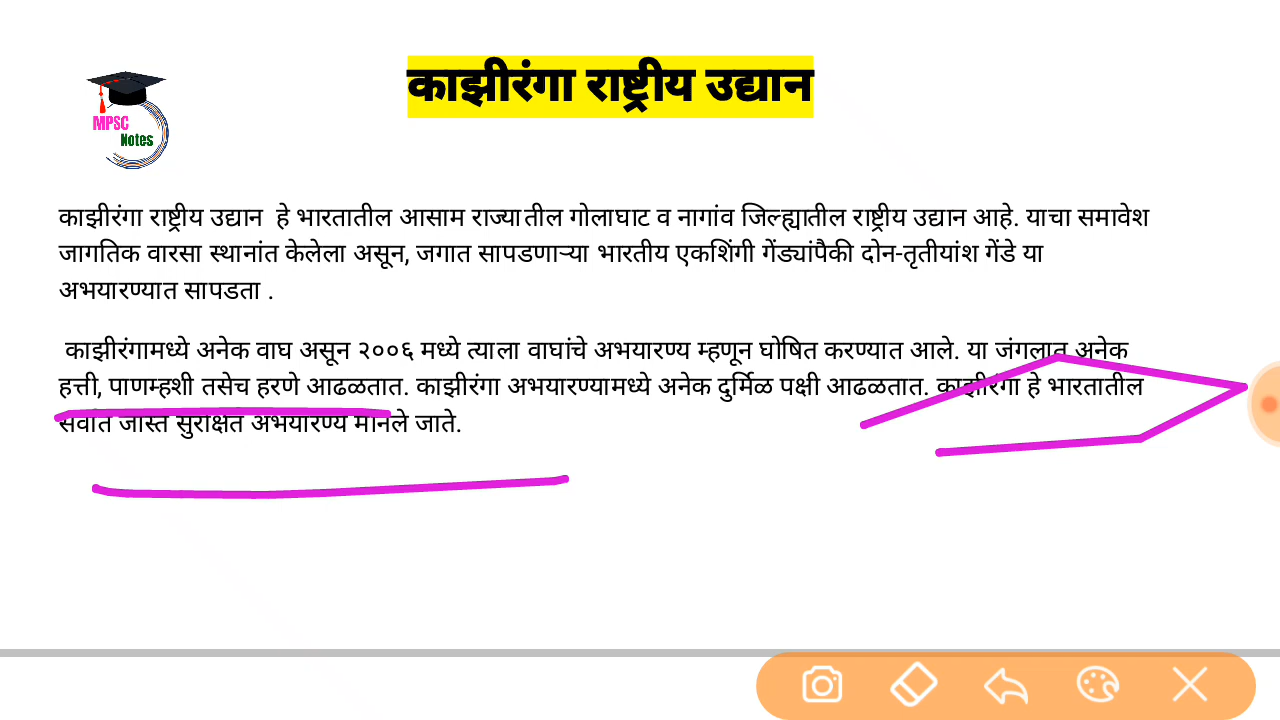 काझीरंगा राष्ट्रीय उद्यान
MPSC
Notes
काझीरंगा राष्ट्रीय उद्यान हे भारतातील आसाम राज्यातील गोलाघाट व नागांव जिल्ह्यातील राष्ट्रीय उद्यान आहे. याचा समावेश
जागतिक वारसा स्थानांत केलेला असून, जगात सापडणाऱ्या भारतीय एकशिंगी गेंड्यांपैकी दोन-तृतीयांश गेंडे या
अभयारण्यात सापडता .
काझीरंगामध्ये अनेक वाघ असून २००६ मध्ये त्याला वाघांचे अभयारण्य म्हणून घोषित करण्यात आले. या जंगलात अनेक
हत्ती, पाणम्हशी तसेच हरणे आढळतात. काझीरंगा अभयारण्यामध्ये अनेक दुर्मिळ पक्षी आढळतात. काझीरंगा हे भारतातील
सर्वात जास्त सुरक्षित अभयारण्य मानले जाते.